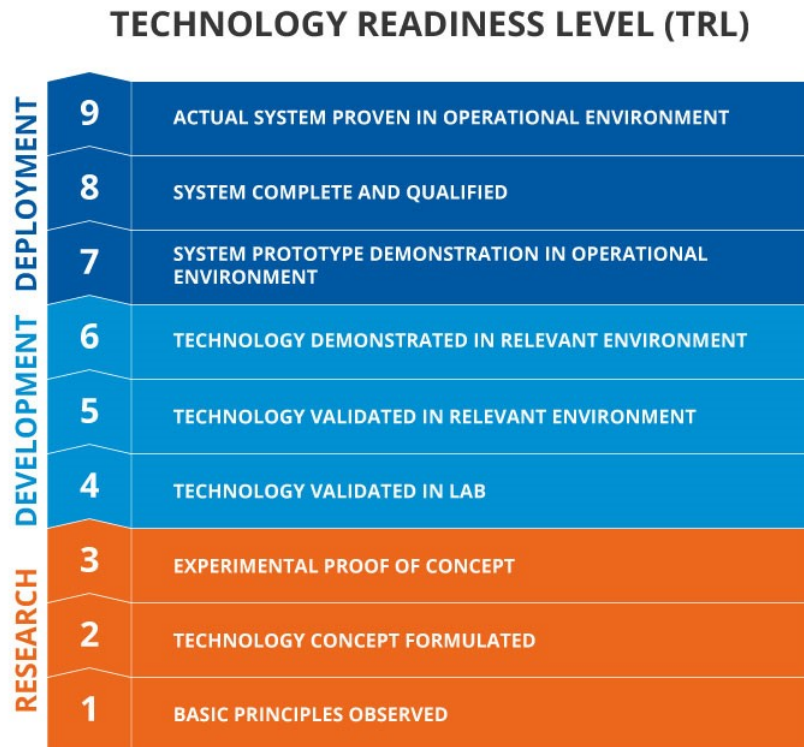 TECHNOLOGY READINESS LEVEL (TRL)
DEPLOYMENT
9 ACTUAL SYSTEM PROVEN IN OPERATIONAL ENVIRONMENT
8 SYSTEM COMPLETE AND QUALIFIED
7 SYSTEM PROTOTYPE DEMONSTRATION IN OPERATIONAL
ENVIRONMENT
DEVELOPMENT
6 TECHNOLOGY DEMONSTRATED IN RELEVANT ENVIRONMENT
5 TECHNOLOGY VALIDATED IN RELEVANT ENVIRONMENT
4 TECHNOLOGY VALIDATED IN LAB
RESEARCH
3 EXPERIMENTAL PROOF OF CONCEPT
2 TECHNOLOGY CONCEPT FORMULATED
1 BASIC PRINCIPLES OBSERVED